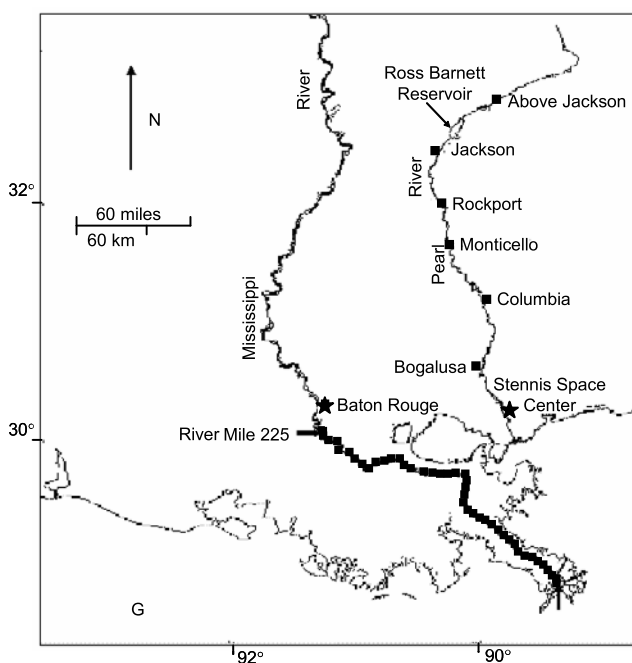 River
Ross Barnett
Reservoir
Above Jackson
N
Jackson
River
32°
60 miles
60 km
Rockport
Monticello
Pearl
Columbia
Mississippi
Bogalusa
Stennis Space
Center
Baton Rouge
River Mile 225
30°
G
92°
90°